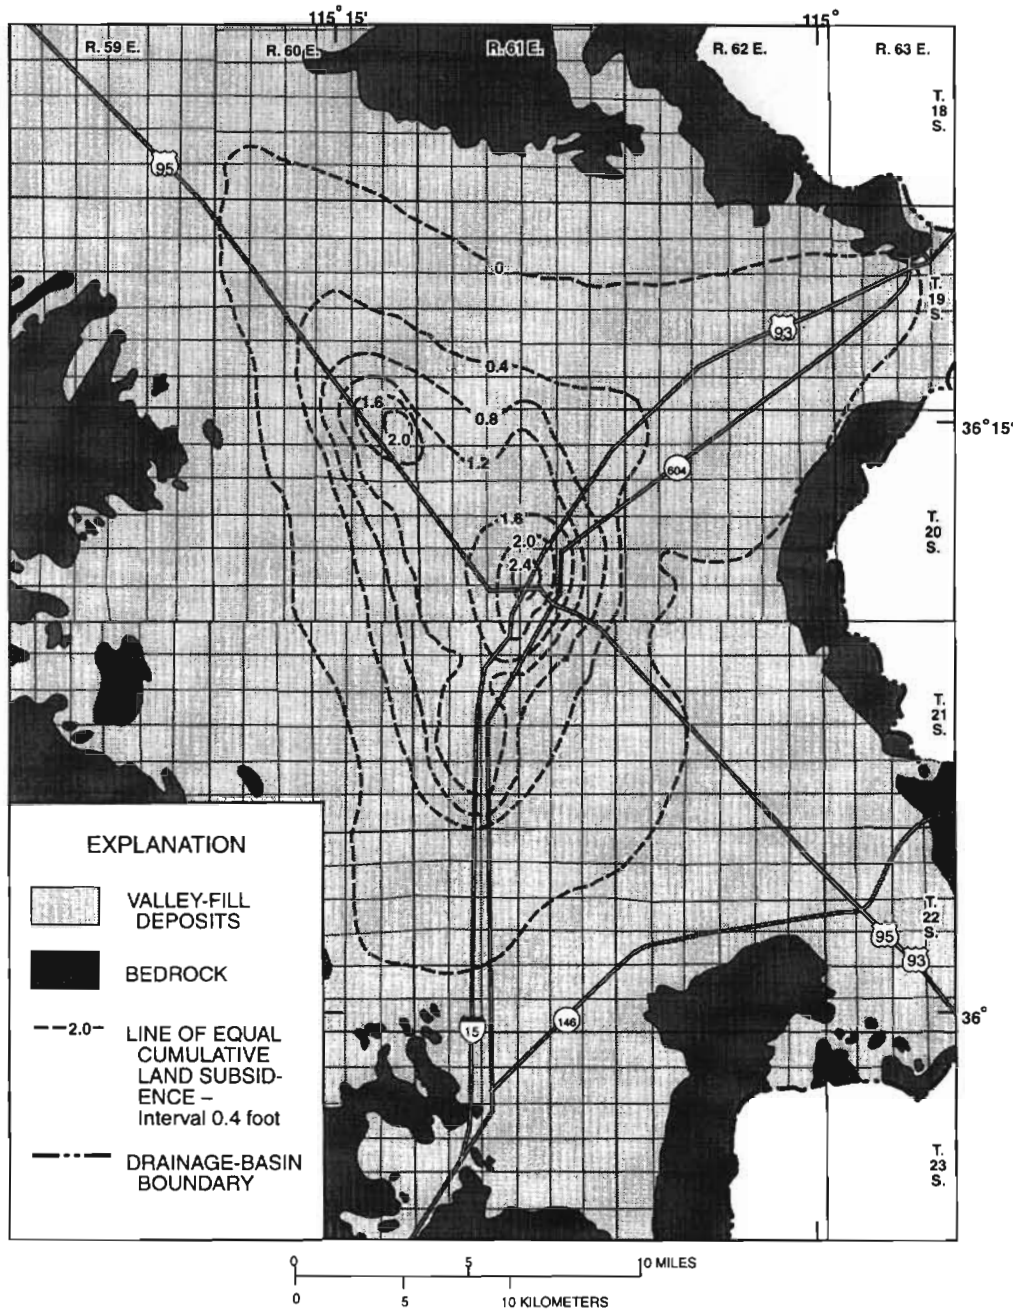 115° 15'
115°
R. 59 E.
R. 60 E.
R. 61 E.
R. 62 E.
R. 63 E.
T.
18
S.
95
0
T.
19
S.
93
0.4
1.6
0.8
36° 15'
2.0
1.2
604
1.6
T.
20
S.
2.0
2.4
T.
21
S.
EXPLANATION
VALLEY-FILL
DEPOSITS
T.
22
S.
95
93
BEDROCK
36°
15
146
2.0
LINE OF EQUAL
CUMULATIVE
LAND SUBSID-
ENCE –
Interval 0.4 foot
DRAINAGE-BASIN
BOUNDARY
T.
23
S.
0
5
10 MILES
0
5
10 KILOMETERS